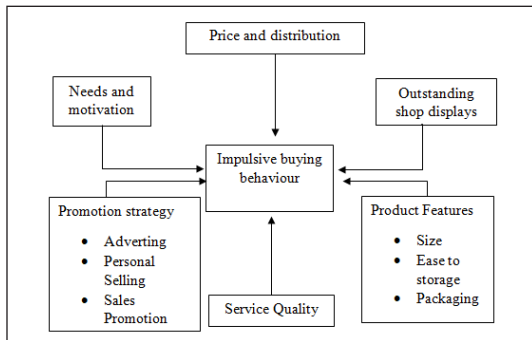 Price and distribution
Needs and
motivation
Outstanding
shop displays
Impulsive buying
behaviour
Promotion strategy
• Adverting
• Personal
Selling
• Sales
Promotion
Product Features
• Size
• Ease to
storage
• Packaging
Service Quality